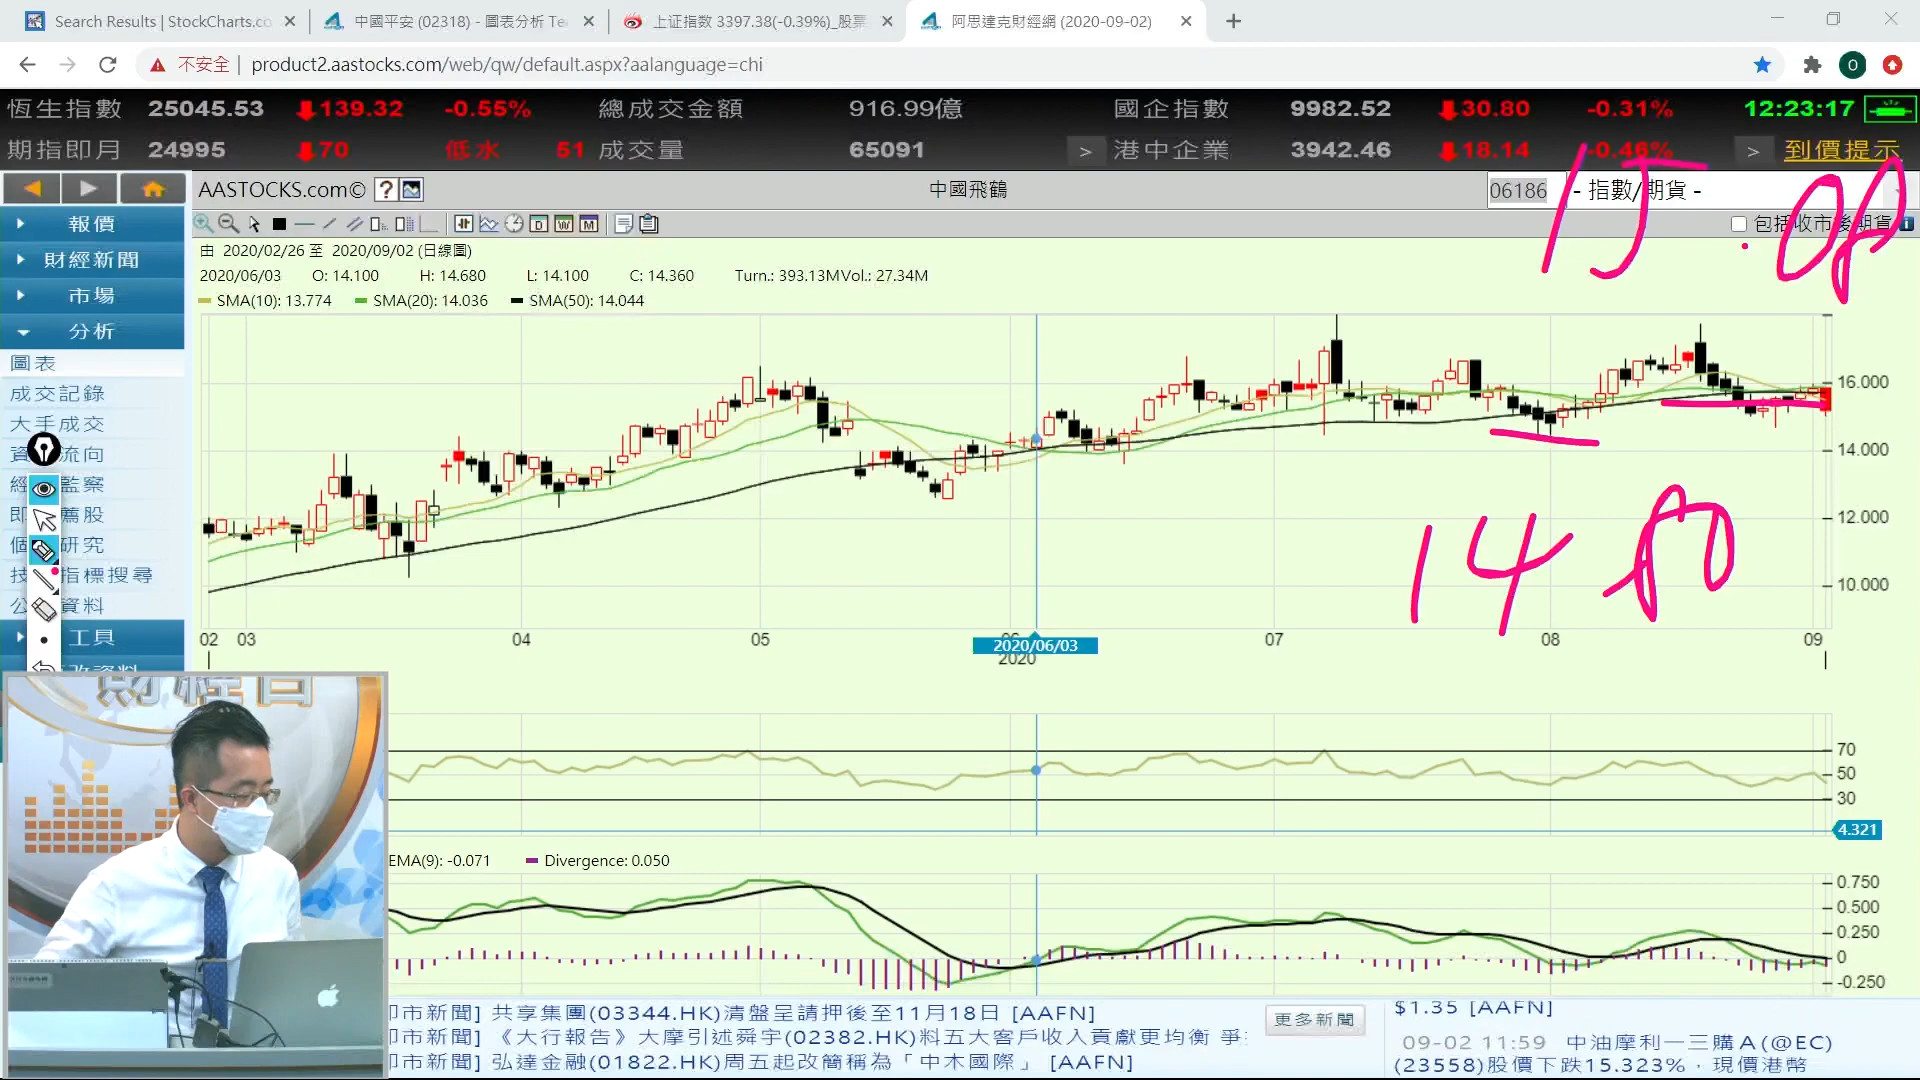 Search Results | StockCharts.co
中國平安 (02318) - 圖表分析 Te
上证指数 3397.38(-0.39%)_股票
阿思達克財經網 (2020-09-02)
不安全 | product2.aastocks.com/web/qw/default.aspx?aalanguage=chi
O
恆生指數 25045.53 139.32 -0.55% 總成交金額 916.99億 國企指數 9982.52 30.80 -0.31% 12:23:17
期指即月 24995 70 低水 51 成交量 65091 > 港中企業 3942.46 18.14 -0.46% > 到價提示
AASTOCKS.com© ? 中國飛鶴 06186 - 指數/期貨 -
15
包括收市後期貨
報價
財經新聞
市場
分析
圖表
成交記錄
大手成交
流向
監察
薦股
研究
指標搜尋
資料
工具
由 2020/02/26 至 2020/09/02 (日線圖)
2020/06/03 O: 14.100 H: 14.680 L: 14.100 C: 14.360 Turn.: 393.13MVol.: 27.34M
SMA(10): 13.774 SMA(20): 14.036 SMA(50): 14.044
16.000
14.000
12.000
10.000
14 80
02 03 04 05 06 07 08 09
2020/06/03
2020
70
50
30
4.321
EMA(9): -0.071 Divergence: 0.050
0.750
0.500
0.250
0
-0.250
市新聞] 共享集團(03344.HK)清盤呈請押後至11月18日 [AAFN]
市新聞] 《大行報告》大摩引述舜宇(02382.HK)料五大客戶收入貢獻更均衡 爭
市新聞] 弘達金融(01822.HK)周五起改簡稱為「中木國際」 [AAFN]
更多新聞
$1.35 [AAFN]
09-02 11:59 中油摩利一三購A(@EC)
(23558)股價下跌15.323%，現價港幣